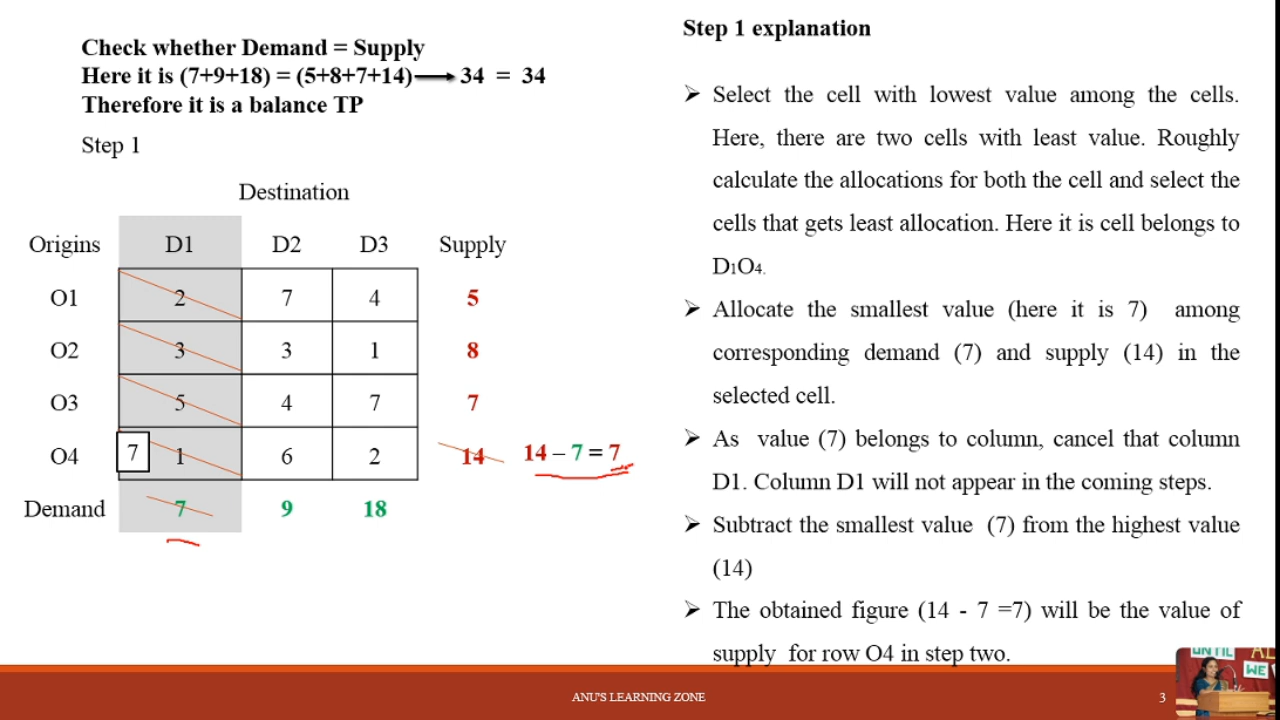 Check whether Demand = Supply
Here it is (7+9+18) = (5+8+7+14) 34 = 34
Therefore it is a balance TP
Step 1
Destination
Origins D1 D2 D3 Supply
O1 2 7 4 5
O2 3 3 1 8
O3 5 4 7 7
O4 7 1 6 2 14 14 – 7 = 7
Demand 7 9 18
Step 1 explanation
➢ Select the cell with lowest value among the cells.
Here, there are two cells with least value. Roughly
calculate the allocations for both the cell and select the
cells that gets least allocation. Here it is cell belongs to
D1O4.
➢ Allocate the smallest value (here it is 7) among
corresponding demand (7) and supply (14) in the
selected cell.
➢ As value (7) belongs to column, cancel that column
D1. Column D1 will not appear in the coming steps.
➢ Subtract the smallest value (7) from the highest value
(14)
➢ The obtained figure (14 - 7 =7) will be the value of
supply for row O4 in step two.
ANU'S LEARNING ZONE
3
UNTIL
WE